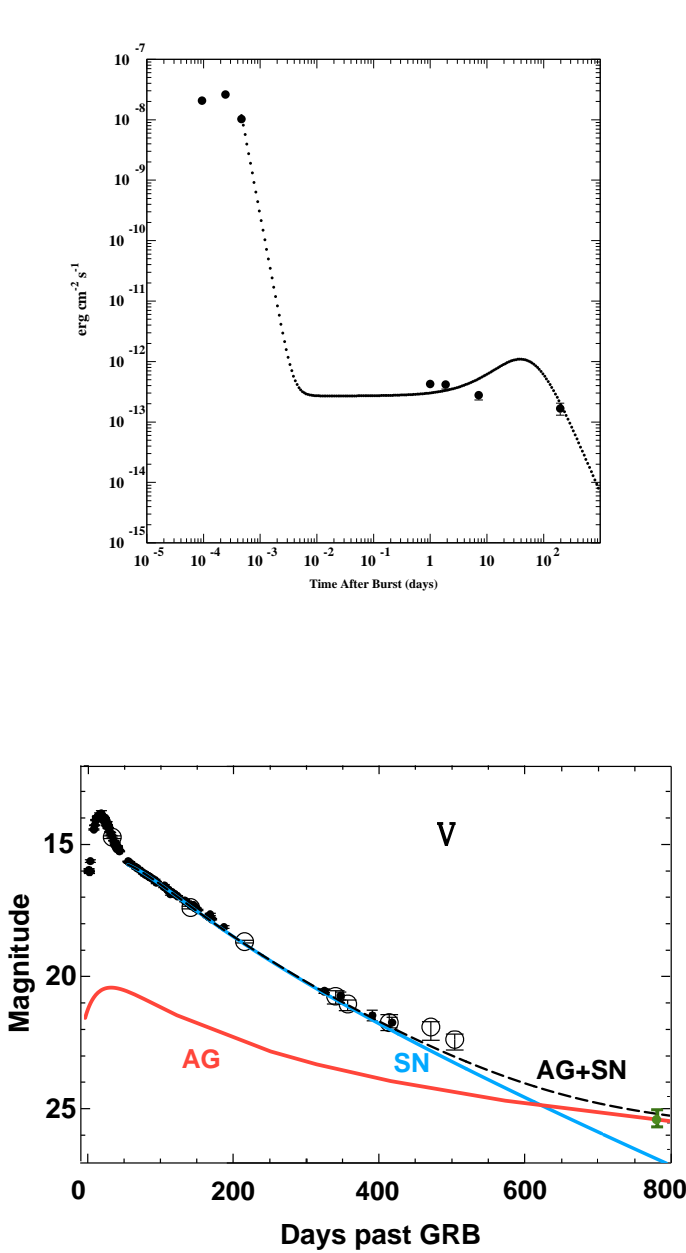 10 -7
10 -8
10 -9
10 -10
10 -11
10 -12
10 -13
10 -14
10 -15
erg cm-2 s-1
10 -5 10 -4 10 -3 10 -2 10 -1 1 10 10 2
Time After Burst (days)
V
15
20
25
Magnitude
AG
SN
AG+SN
0 200 400 600 800
Days past GRB